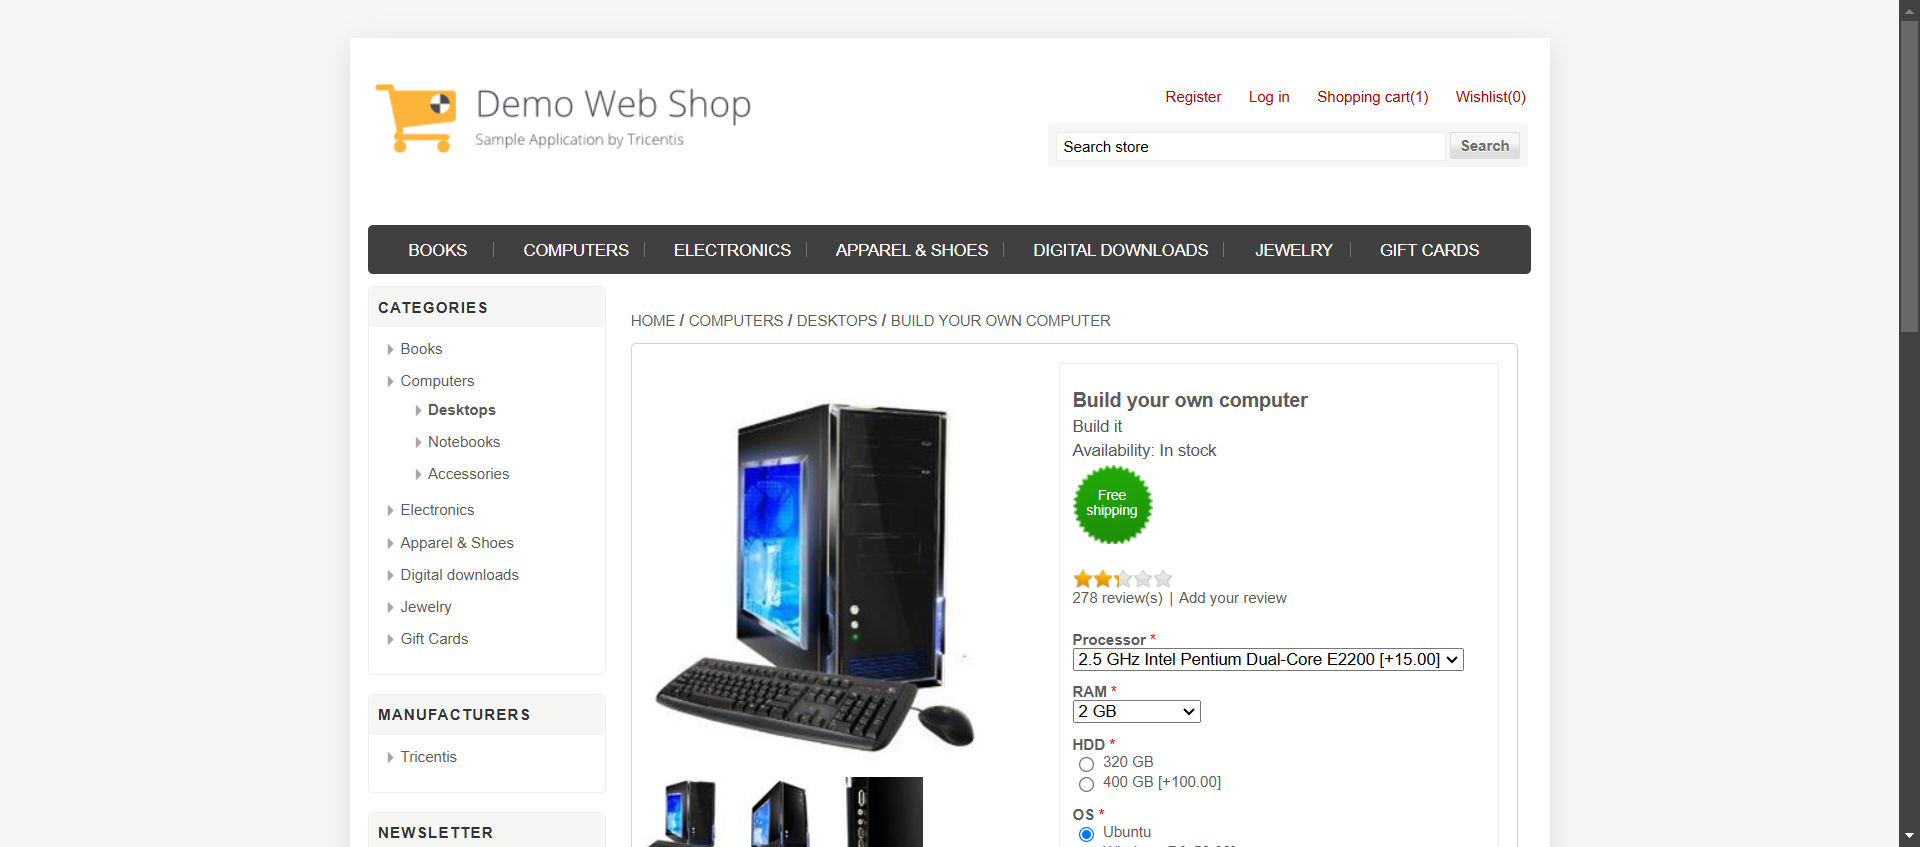 Demo Web Shop
Sample Application by Tricentis
Register Log in Shopping cart(1) Wishlist(0)
Search store Search
BOOKS COMPUTERS ELECTRONICS APPAREL & SHOES DIGITAL DOWNLOADS JEWELRY GIFT CARDS
CATEGORIES
Books
Computers
Desktops
Notebooks
Accessories
Electronics
Apparel & Shoes
Digital downloads
Jewelry
Gift Cards
MANUFACTURERS
Tricentis
NEWSLETTER
HOME / COMPUTERS / DESKTOPS / BUILD YOUR OWN COMPUTER
Build your own computer
Build it
Availability: In stock
Free
shipping
278 review(s) | Add your review
Processor *
2.5 GHz Intel Pentium Dual-Core E2200 [+15.00]
RAM *
2 GB
HDD *
320 GB
400 GB [+100.00]
OS *
Ubuntu